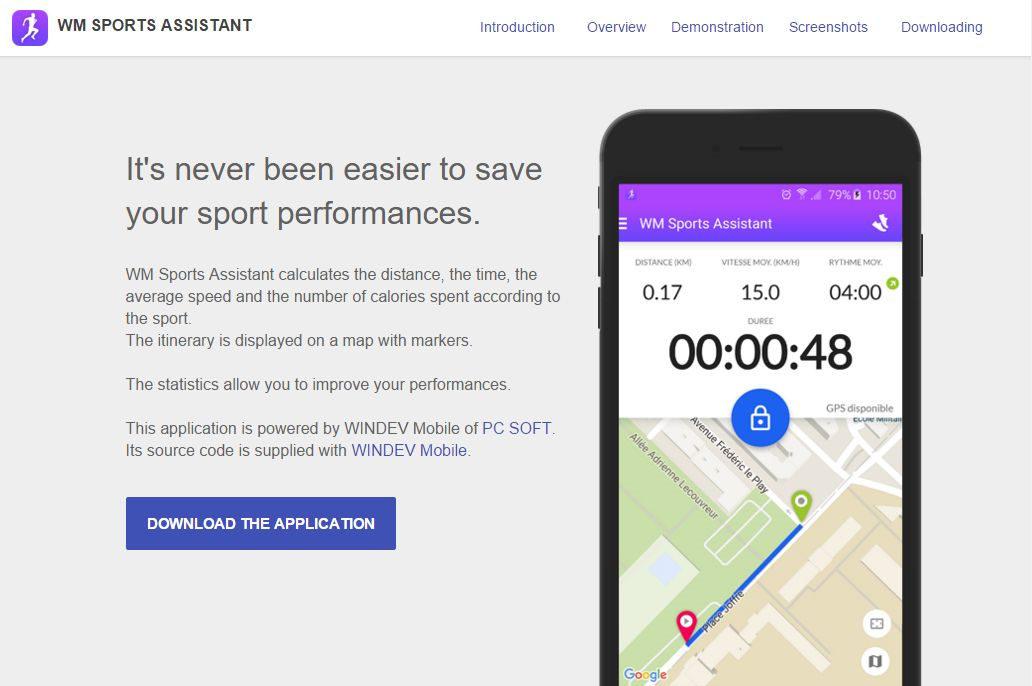 WM SPORTS ASSISTANT
Introduction
Overview
Demonstration
Screenshots
Downloading
It's never been easier to save
your sport performances.
WM Sports Assistant calculates the distance, the time, the
average speed and the number of calories spent according to
the sport.
The itinerary is displayed on a map with markers.
The statistics allow you to improve your performances.
This application is powered by WINDEV Mobile of PC SOFT.
Its source code is supplied with WINDEV Mobile.
DOWNLOAD THE APPLICATION
79% 10:50
WM Sports Assistant
DISTANCE (KM)
VITESSE MOY. (KM/H)
RYTHME MOY.
0.17
15.0
04:00
DURÉE
00:00:48
GPS disponible
École Militair
Avenue Frédéric le Play
Allée Adrienne Lecouvreur
Place Joffre
Google